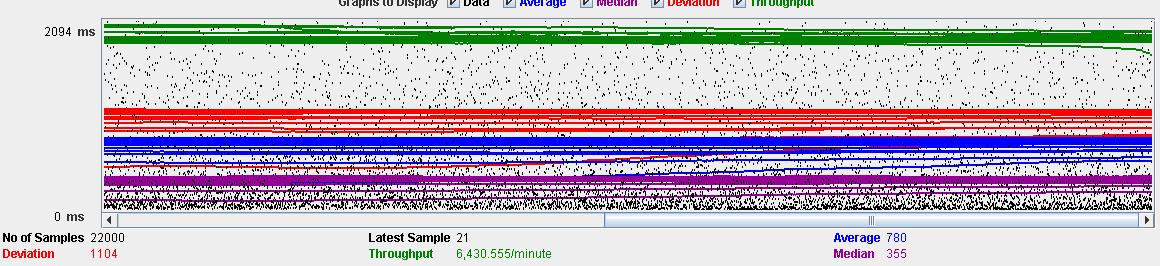 Graphs to Display Data Average Median Deviation Throughput
2094 ms
0 ms
No of Samples 22000 Latest Sample 21 Average 780
Deviation 1104 Throughput 6,430.555/minute Median 355